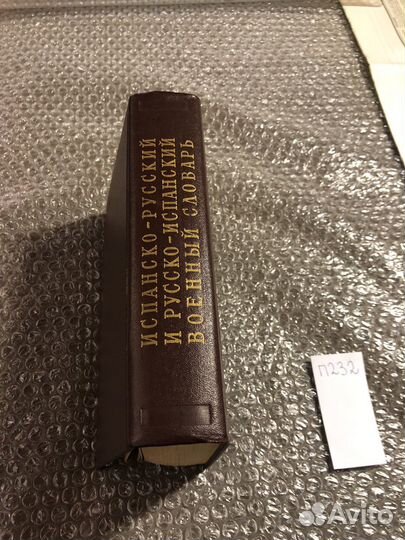 ИСПАНСКО-РУССКИЙ
И РУССКО-ИСПАНСКИЙ
ВОЕННЫЙ СЛОВАРЬ
П232
Avito